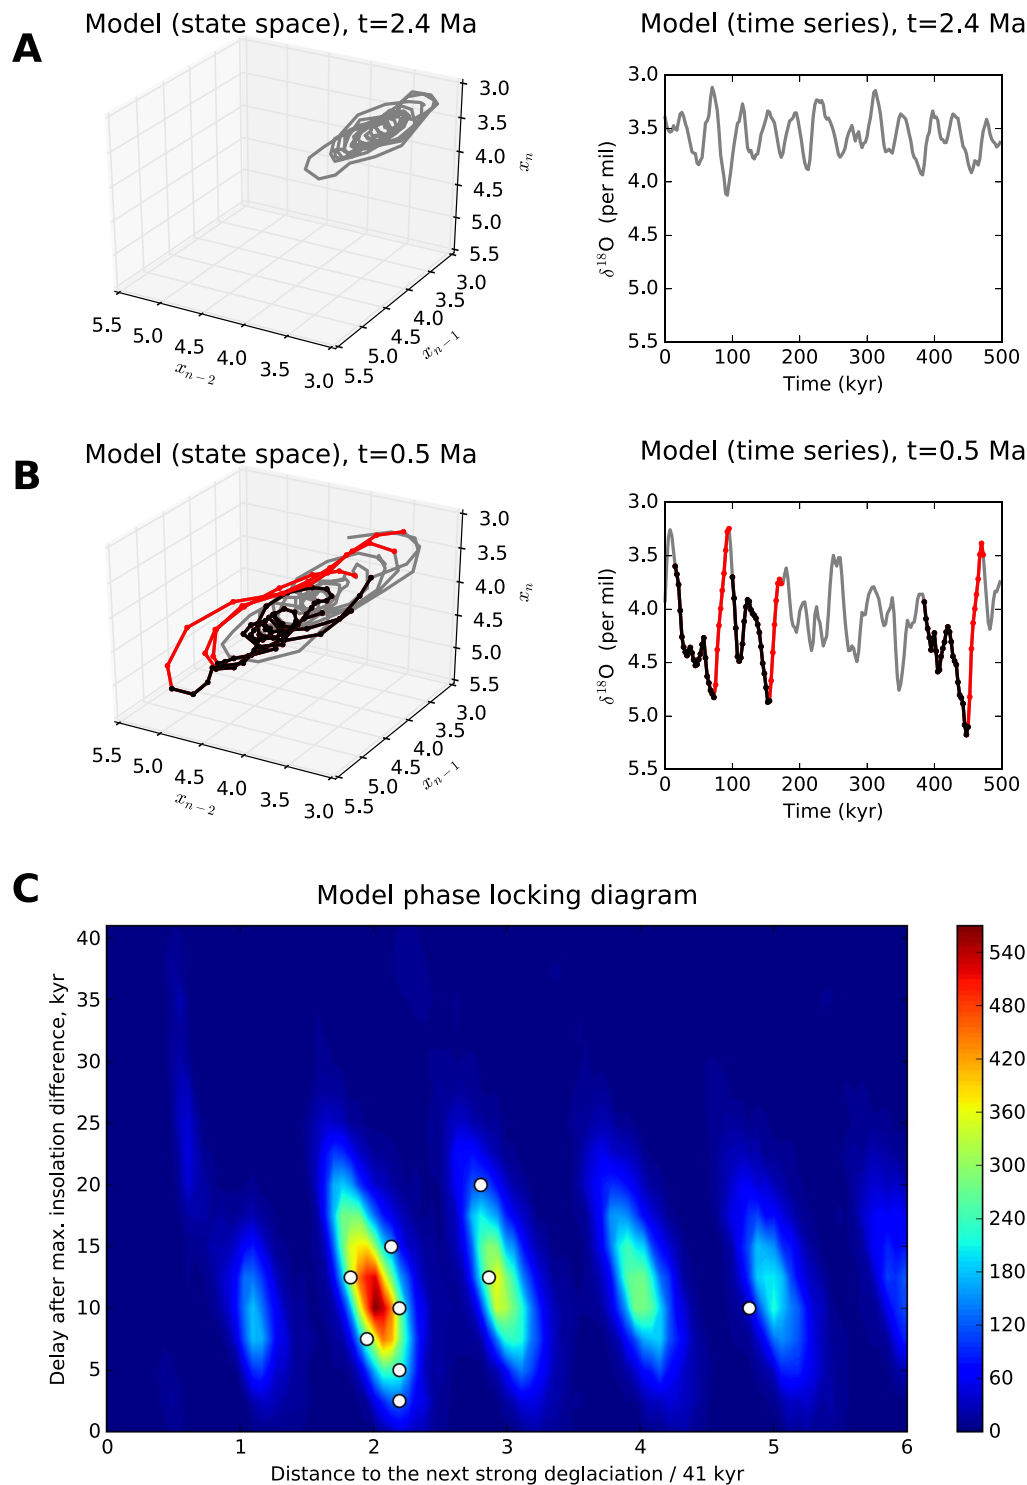 A
Model (state space), t=2.4 Ma
3.0
3.5
4.0
4.5
5.0
5.5
x_n
3.0
3.5
4.0
4.5
5.0
5.5
x_{n-1}
5.5
5.0
4.5
4.0
3.5
3.0
x_{n-2}
Model (time series), t=2.4 Ma
3.0
3.5
4.0
4.5
5.0
5.5
δ¹⁸O (per mil)
0 100 200 300 400 500
Time (kyr)
B
Model (state space), t=0.5 Ma
3.0
3.5
4.0
4.5
5.0
5.5
x_n
3.0
3.5
4.0
4.5
5.0
5.5
x_{n-1}
5.5
5.0
4.5
4.0
3.5
3.0
x_{n-2}
Model (time series), t=0.5 Ma
3.0
3.5
4.0
4.5
5.0
5.5
δ¹⁸O (per mil)
0 100 200 300 400 500
Time (kyr)
C
Model phase locking diagram
40
35
30
25
20
15
10
5
0
Delay after max. insolation difference, kyr
0 1 2 3 4 5 6
Distance to the next strong deglaciation / 41 kyr
540
480
420
360
300
240
180
120
60
0